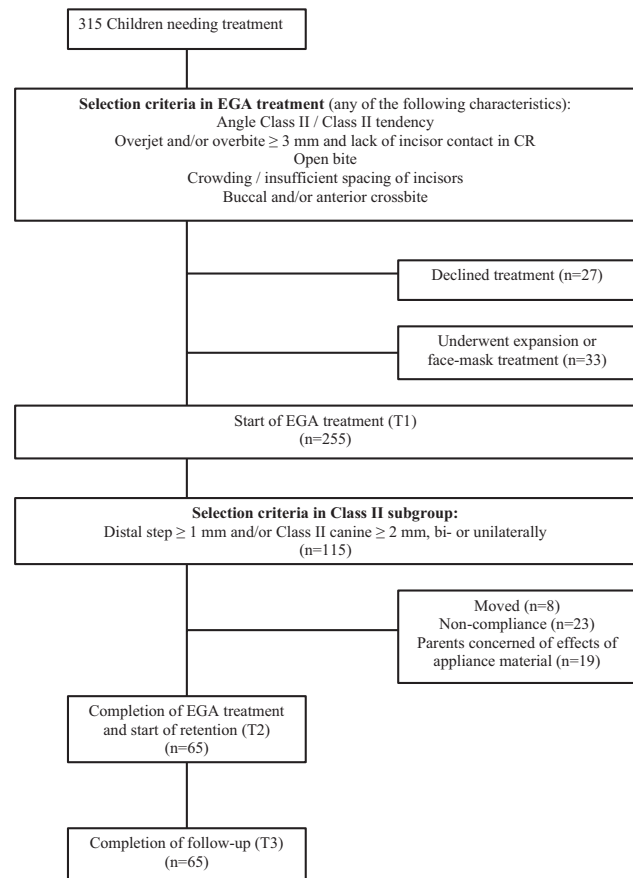 315 Children needing treatment
Selection criteria in EGA treatment (any of the following characteristics):
Angle Class II / Class II tendency
Overjet and/or overbite ≥ 3 mm and lack of incisor contact in CR
Open bite
Crowding / insufficient spacing of incisors
Buccal and/or anterior crossbite
Declined treatment (n=27)
Underwent expansion or
face-mask treatment (n=33)
Start of EGA treatment (T1)
(n=255)
Selection criteria in Class II subgroup:
Distal step ≥ 1 mm and/or Class II canine ≥ 2 mm, bi- or unilaterally
(n=115)
Moved (n=8)
Non-compliance (n=23)
Parents concerned of effects of
appliance material (n=19)
Completion of EGA treatment
and start of retention (T2)
(n=65)
Completion of follow-up (T3)
(n=65)